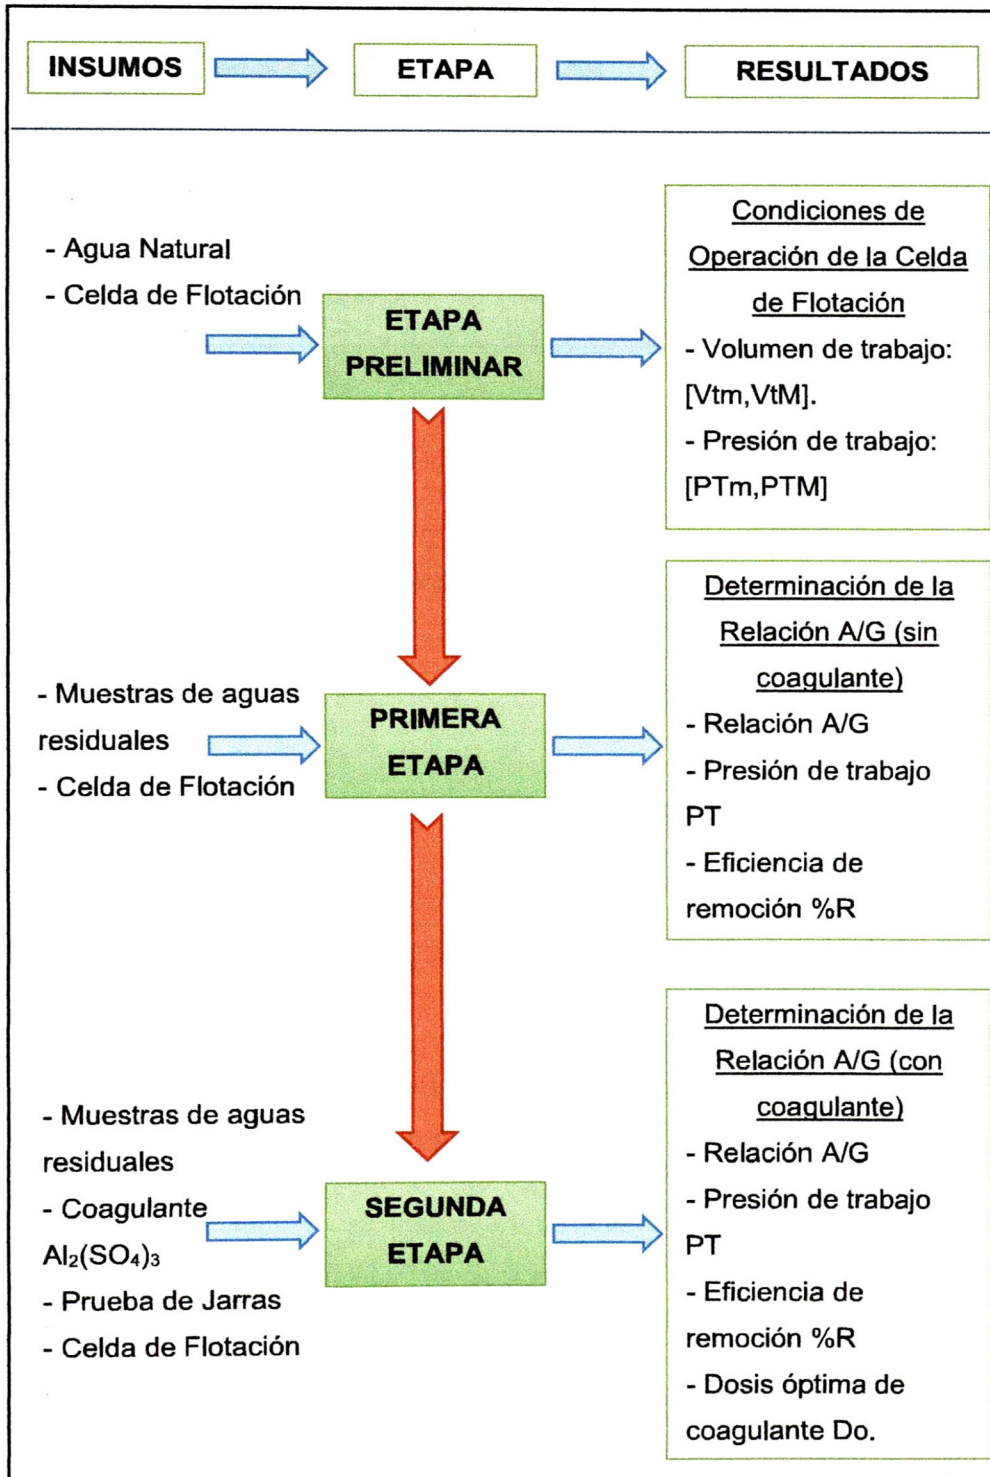 INSUMOS
ETAPA
RESULTADOS
- Agua Natural
- Celda de Flotación
ETAPA
PRELIMINAR
Condiciones de
Operación de la Celda
de Flotación
- Volumen de trabajo:
[Vtm,VtM].
- Presión de trabajo:
[PTm,PTM]
- Muestras de aguas
residuales
- Celda de Flotación
PRIMERA
ETAPA
Determinación de la
Relación A/G (sin
coagulante)
- Relación A/G
- Presión de trabajo
PT
- Eficiencia de
remoción %R
- Muestras de aguas
residuales
- Coagulante
Al₂(SO₄)₃
- Prueba de Jarras
- Celda de Flotación
SEGUNDA
ETAPA
Determinación de la
Relación A/G (con
coagulante)
- Relación A/G
- Presión de trabajo
PT
- Eficiencia de
remoción %R
- Dosis óptima de
coagulante Do.